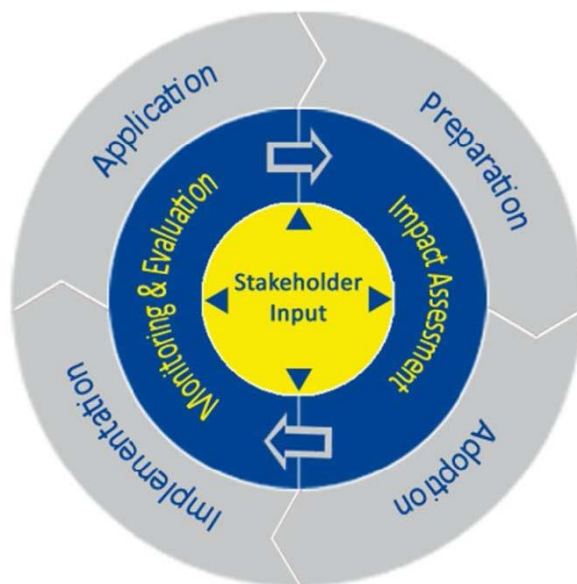 Application
Preparation
Monitoring & Evaluation
Impact Assessment
Stakeholder
Input
Implementation
Adoption